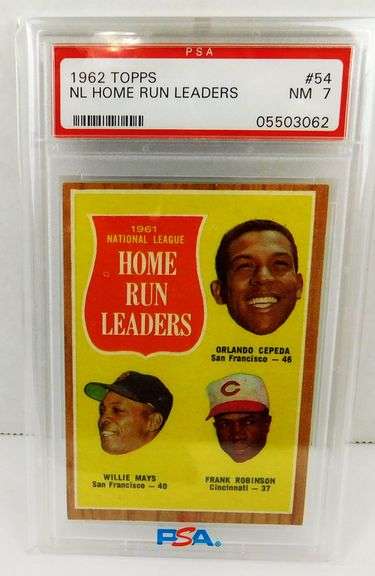 PSA
1962 TOPPS #54
NL HOME RUN LEADERS NM 7
05503062
1961
NATIONAL LEAGUE
HOME
RUN
LEADERS
ORLANDO CEPEDA
San Francisco — 46
C
WILLIE MAYS
San Francisco — 40
FRANK ROBINSON
Cincinnati — 37
PSA®